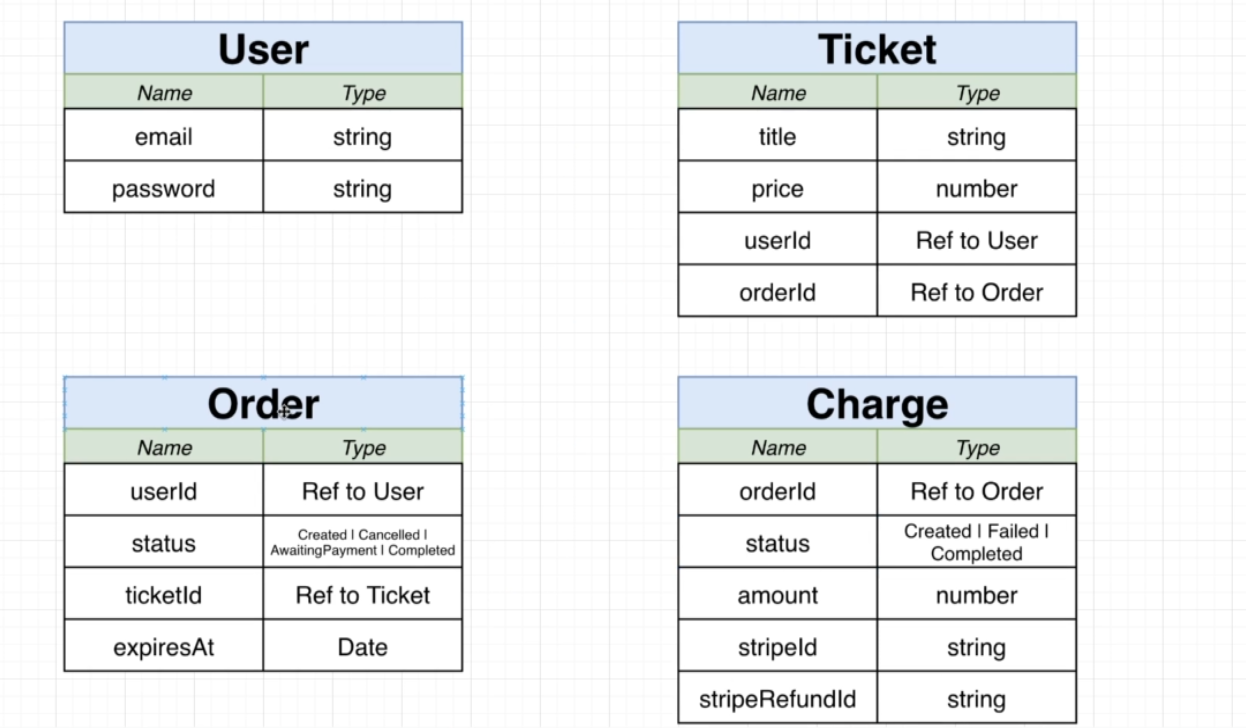 User
Name Type
email string
password string
Ticket
Name Type
title string
price number
userId Ref to User
orderId Ref to Order
Order
Name Type
userId Ref to User
status Created | Cancelled |
AwaitingPayment | Completed
ticketId Ref to Ticket
expiresAt Date
Charge
Name Type
orderId Ref to Order
status Created | Failed |
Completed
amount number
stripeId string
stripeRefundId string